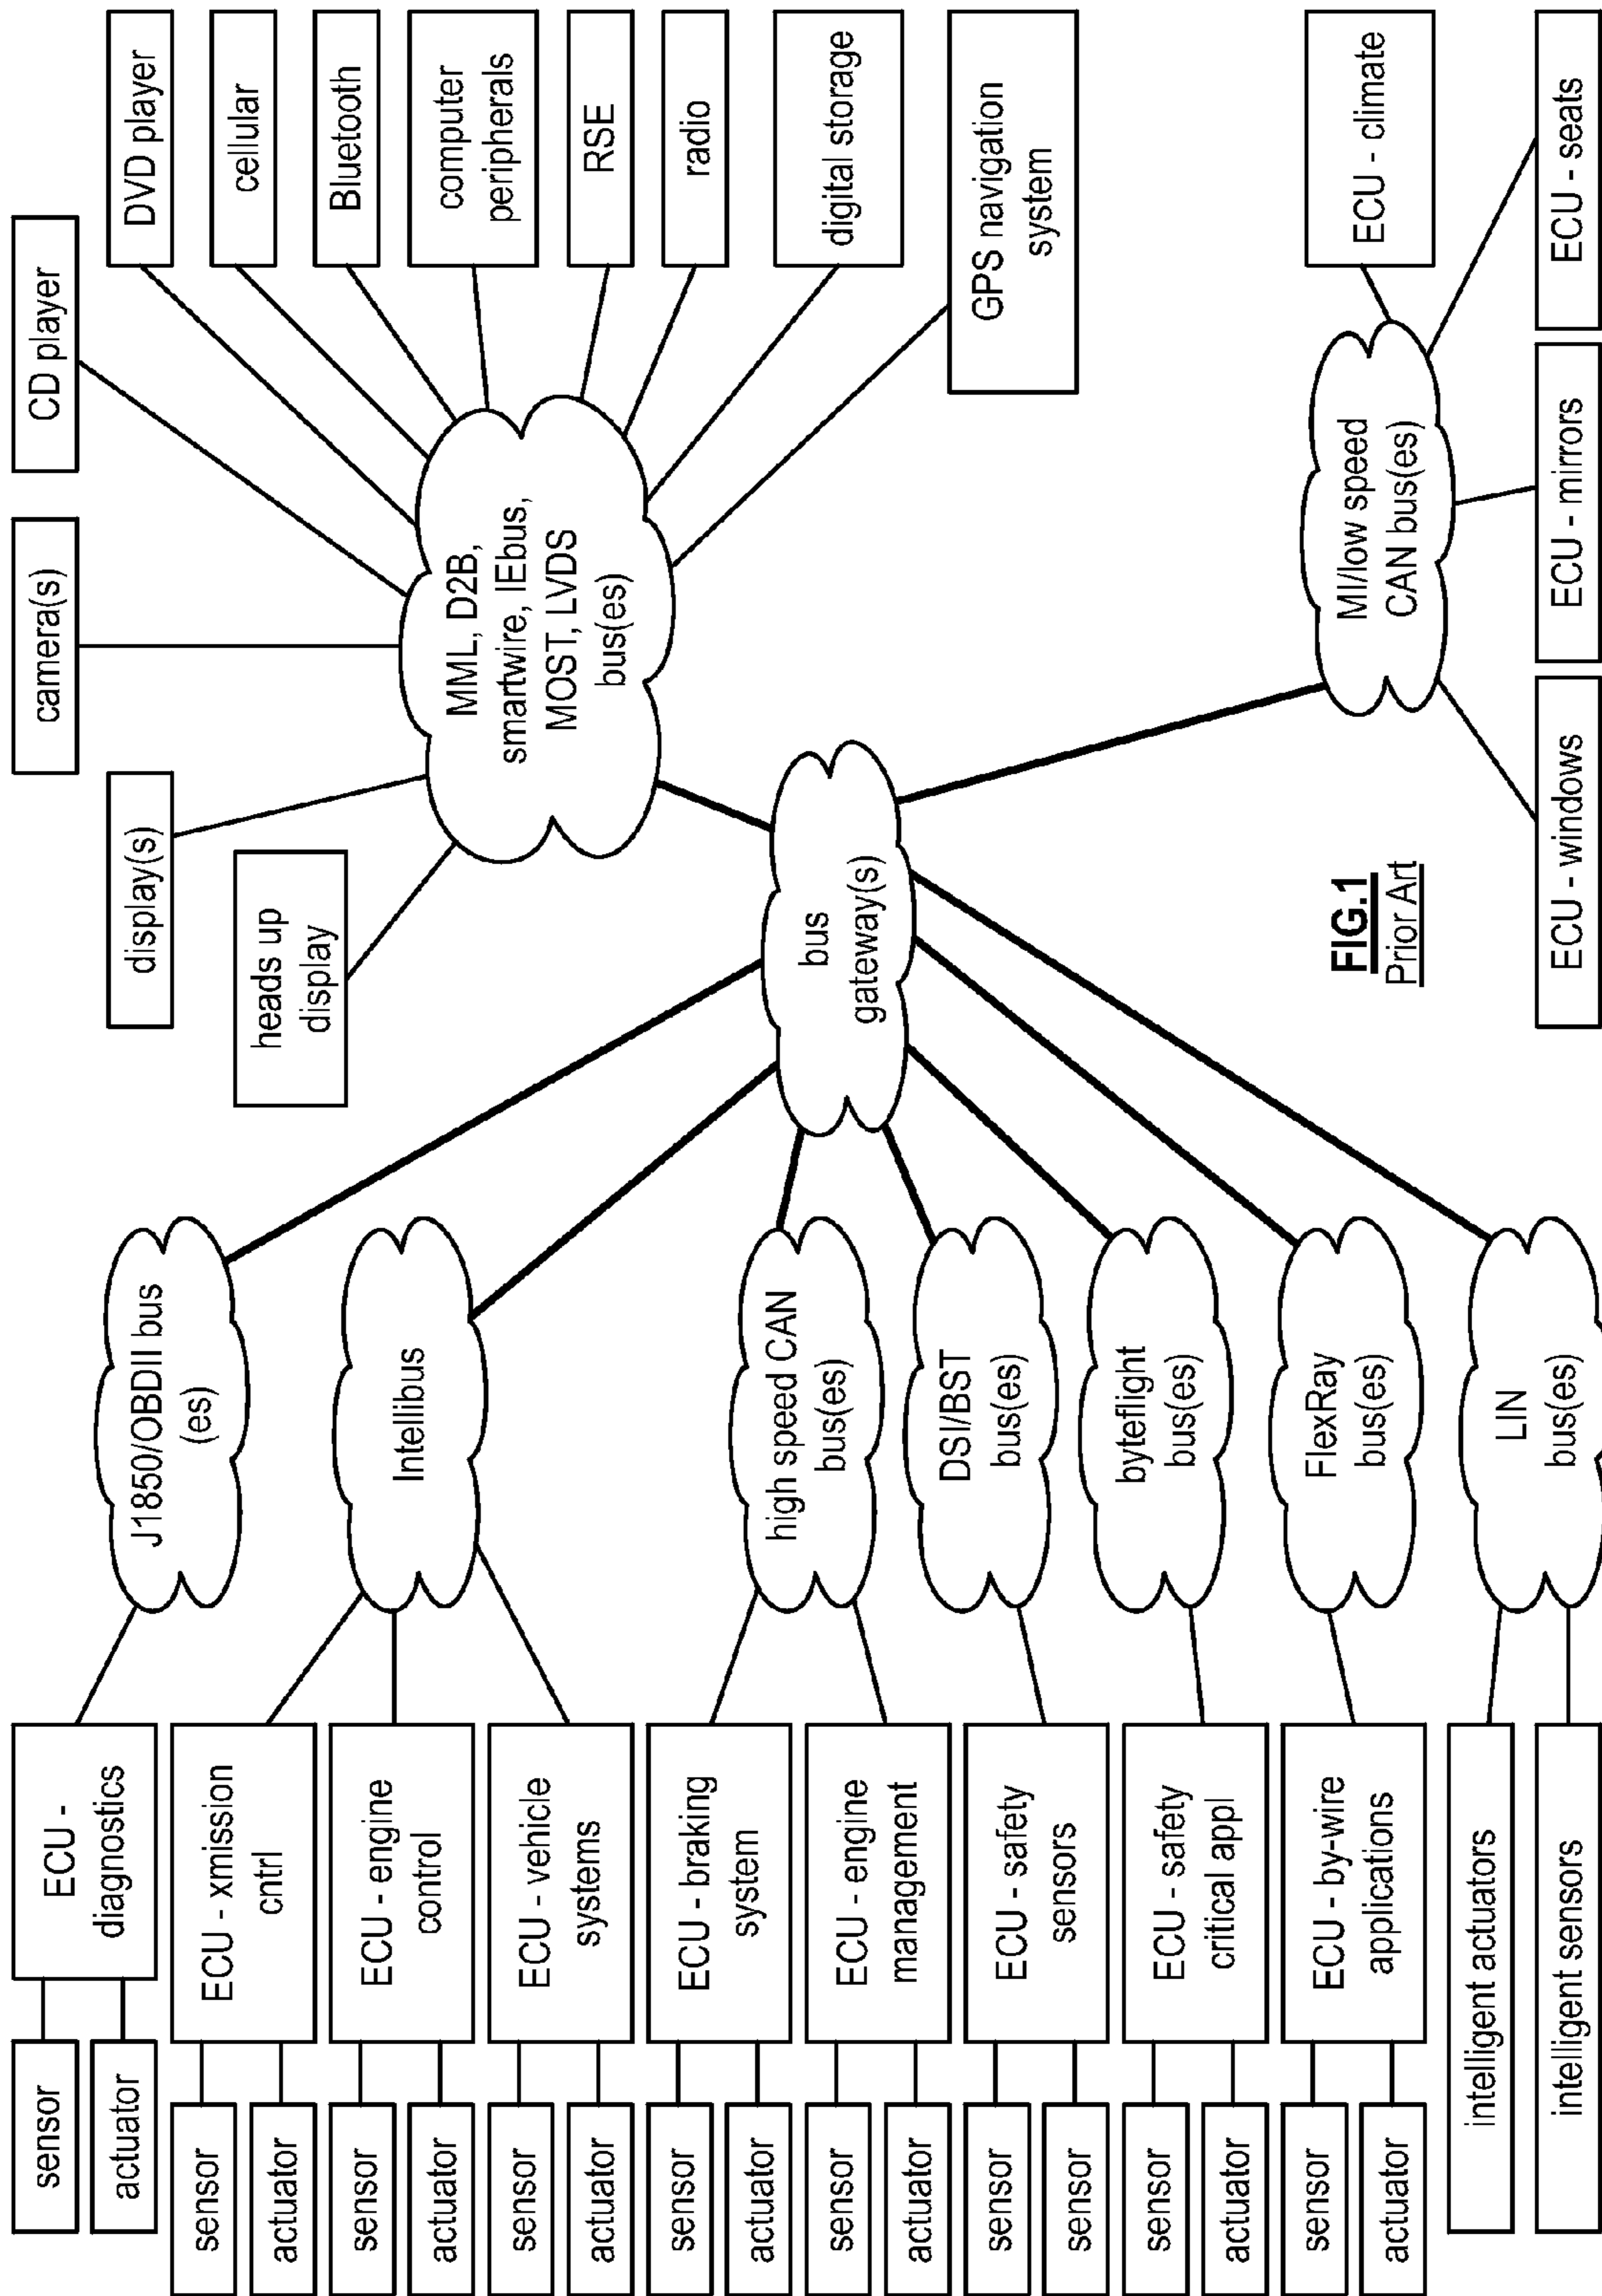 sensor
actuator
ECU -
diagnostics
sensor
actuator
ECU - xmission
cntrl
sensor
actuator
ECU - engine
control
sensor
actuator
ECU - vehicle
systems
sensor
actuator
ECU - braking
system
sensor
actuator
ECU - engine
management
sensor
sensor
ECU - safety
sensors
sensor
actuator
ECU - safety
critical appl
sensor
actuator
ECU - by-wire
applications
intelligent actuators
intelligent sensors
J1850/OBDII bus
(es)
Intellibus
high speed CAN
bus(es)
DSI/BST
bus(es)
byteflight
bus(es)
FlexRay
bus(es)
LIN
bus(es)
bus
gateway(s)
heads up
display
display(s)
camera(s)
CD player
DVD player
cellular
Bluetooth
computer
peripherals
RSE
radio
digital storage
GPS navigation
system
MML, D2B,
smartwire, IEbus,
MOST, LVDS
bus(es)
MI/low speed
CAN bus(es)
ECU - climate
ECU - seats
ECU - mirrors
ECU - windows
FIG.1
Prior Art